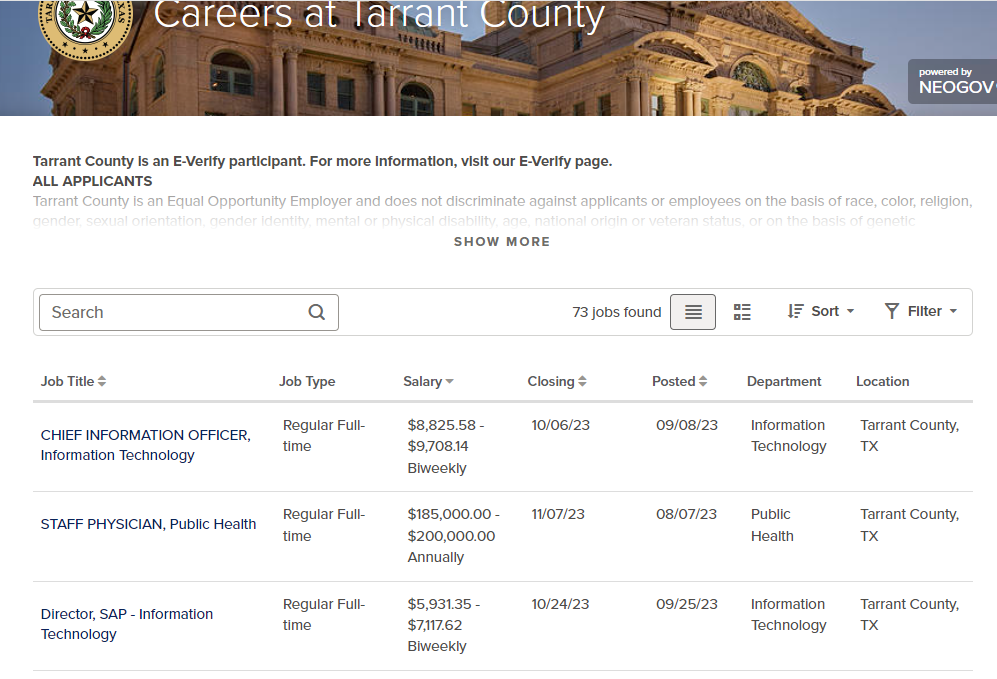 Careers at Tarrant County
powered by
NEOGOV
Tarrant County is an E-Verify participant. For more information, visit our E-Verify page.
ALL APPLICANTS
Tarrant County is an Equal Opportunity Employer and does not discriminate against applicants or employees on the basis of race, color, religion,
gender, sexual orientation, gender identity, mental or physical disability, age, national origin or veteran status, or on the basis of genetic
SHOW MORE
Search
73 jobs found
Sort
Filter
Job Title Job Type Salary Closing Posted Department Location
CHIEF INFORMATION OFFICER,
Information Technology
Regular Full-
time
$8,825.58 -
$9,708.14
Biweekly
10/06/23
09/08/23
Information
Technology
Tarrant County,
TX
STAFF PHYSICIAN, Public Health
Regular Full-
time
$185,000.00 -
$200,000.00
Annually
11/07/23
08/07/23
Public
Health
Tarrant County,
TX
Director, SAP - Information
Technology
Regular Full-
time
$5,931.35 -
$7,117.62
Biweekly
10/24/23
09/25/23
Information
Technology
Tarrant County,
TX